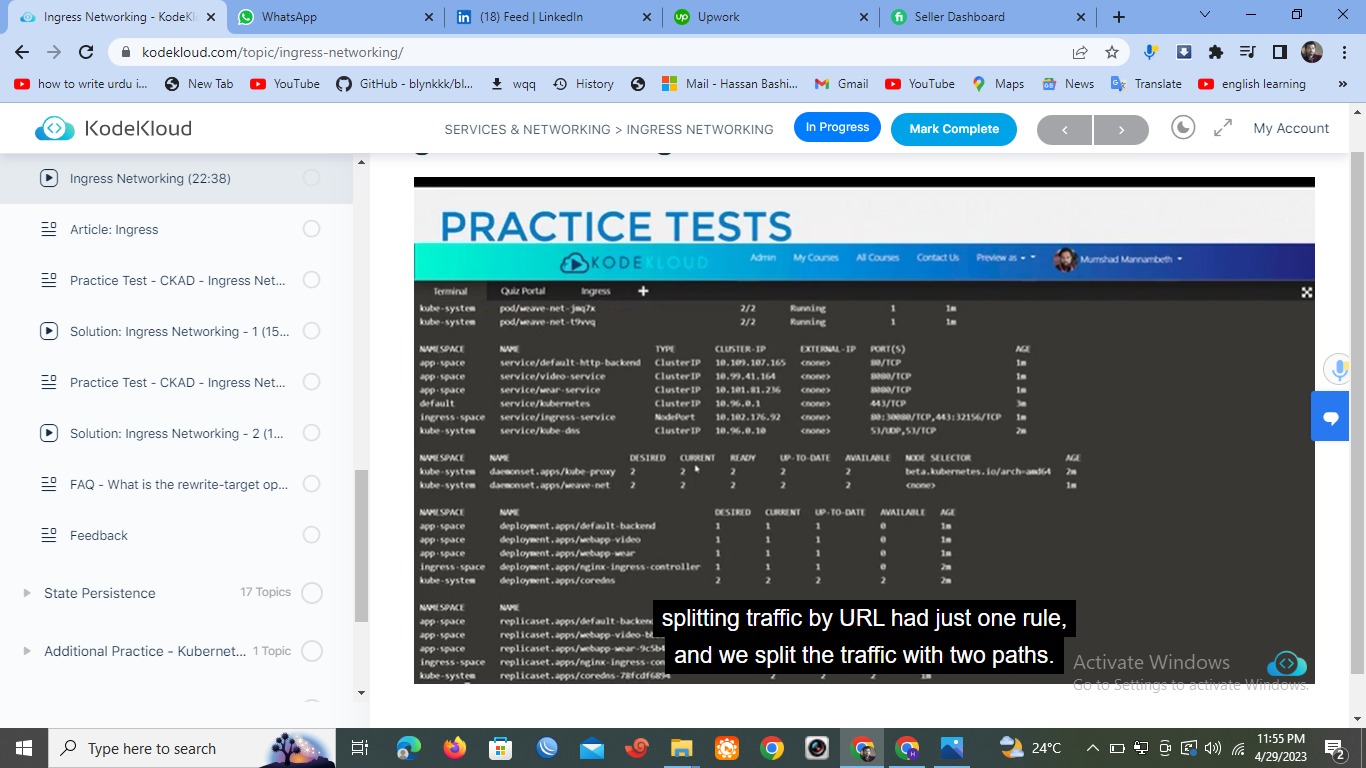 Ingress Networking - KodeKl
WhatsApp
(18) Feed | LinkedIn
Upwork
Seller Dashboard
kodekloud.com/topic/ingress-networking/
how to write urdu i...
New Tab
YouTube
GitHub - blynkkk/bl...
wqq
History
Mail - Hassan Bashi...
Gmail
YouTube
Maps
News
Translate
english learning
KodeKloud
SERVICES & NETWORKING > INGRESS NETWORKING
In Progress
Mark Complete
My Account
Ingress Networking (22:38)
Article: Ingress
Practice Test - CKAD - Ingress Net...
Solution: Ingress Networking - 1 (15...
Practice Test - CKAD - Ingress Net...
Solution: Ingress Networking - 2 (1...
FAQ - What is the rewrite-target op...
Feedback
State Persistence 17 Topics
Additional Practice - Kubernet... 1 Topic
PRACTICE TESTS
KODEKLOUD
Admin My Courses All Courses Contact Us Preview as Mumshad Mannambeth
Terminal Quiz Portal Ingress +
kube-system pod/weave-net-jmq7x 2/2 Running 1 1m
kube-system pod/weave-net-t9vvq 2/2 Running 1 1m
NAMESPACE NAME TYPE CLUSTER-IP EXTERNAL-IP PORT(S) AGE
app-space service/default-http-backend ClusterIP 10.109.107.165 <none> 80/TCP 1m
app-space service/video-service ClusterIP 10.99.41.164 <none> 8080/TCP 1m
app-space service/wear-service ClusterIP 10.101.81.236 <none> 8080/TCP 1m
default service/kubernetes ClusterIP 10.96.0.1 <none> 443/TCP 3m
ingress-space service/ingress-service NodePort 10.102.176.92 <none> 80:30080/TCP,443:32156/TCP 1m
kube-system service/kube-dns ClusterIP 10.96.0.10 <none> 53/UDP,53/TCP 2m
NAMESPACE NAME DESIRED CURRENT READY UP-TO-DATE AVAILABLE NODE SELECTOR AGE
kube-system daemonset.apps/kube-proxy 2 2 2 2 2 beta.kubernetes.io/arch=amd64 2m
kube-system daemonset.apps/weave-net 2 2 2 2 2 <none> 1m
NAMESPACE NAME DESIRED CURRENT UP-TO-DATE AVAILABLE AGE
app-space deployment.apps/default-backend 1 1 1 0 1m
app-space deployment.apps/webapp-video 1 1 1 0 1m
app-space deployment.apps/webapp-wear 1 1 1 0 1m
ingress-space deployment.apps/nginx-ingress-controller 1 1 1 0 2m
kube-system deployment.apps/coredns 2 2 2 2 2m
NAMESPACE NAME
app-space replicaset.apps/default-backen
app-space replicaset.apps/webapp-video-
app-space replicaset.apps/webapp-wear-9c5b4
ingress-space replicaset.apps/nginx-ingress-con
kube-system replicaset.apps/coredns-78fcdf6894 2 2 2 1m
splitting traffic by URL had just one rule,
and we split the traffic with two paths.
Activate Windows
Go to Settings to activate Windows.
Type here to search
24°C
11:55 PM
4/29/2023
2